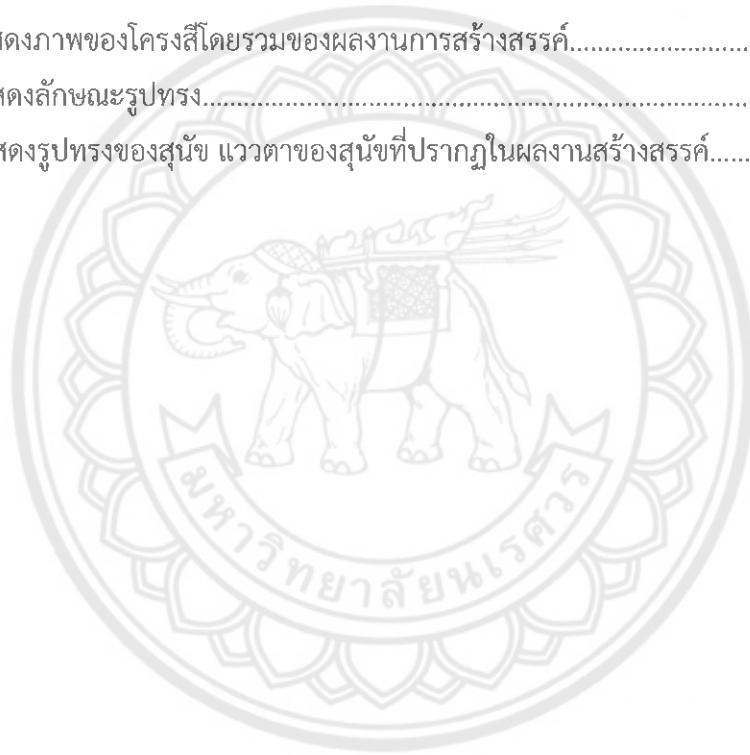 สดงภาพของโครงสีโดยรวมของผลงานการสร้างสรรค์
สดงลักษณะรูปทรง
สดงรูปทรงของสุนัข แววตาของสุนัขที่ปรากฏในผลงานสร้างสรรค์
มหาวิทยาลัยนเรศวร